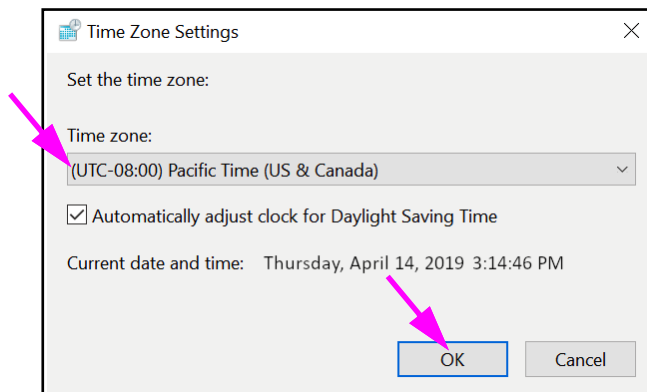 Time Zone Settings
Set the time zone:
Time zone:
(UTC-08:00) Pacific Time (US & Canada)
Automatically adjust clock for Daylight Saving Time
Current date and time: Thursday, April 14, 2019 3:14:46 PM
OK Cancel